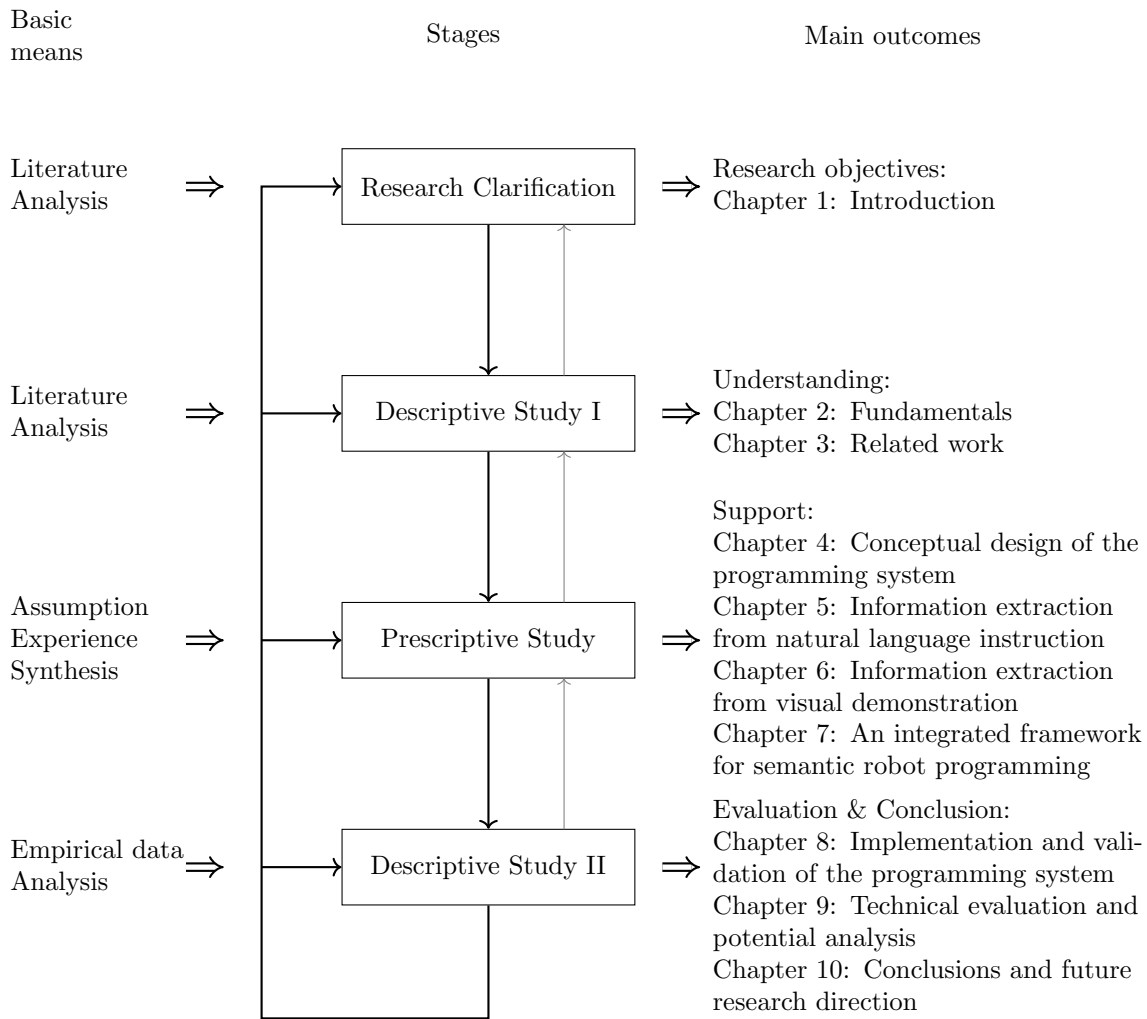 Basic
means
Stages
Main outcomes
Literature
Analysis
Research Clarification
Research objectives:
Chapter 1: Introduction
Literature
Analysis
Descriptive Study I
Understanding:
Chapter 2: Fundamentals
Chapter 3: Related work
Assumption
Experience
Synthesis
Prescriptive Study
Support:
Chapter 4: Conceptual design of the
programming system
Chapter 5: Information extraction
from natural language instruction
Chapter 6: Information extraction
from visual demonstration
Chapter 7: An integrated framework
for semantic robot programming
Empirical data
Analysis
Descriptive Study II
Evaluation & Conclusion:
Chapter 8: Implementation and vali-
dation of the programming system
Chapter 9: Technical evaluation and
potential analysis
Chapter 10: Conclusions and future
research direction